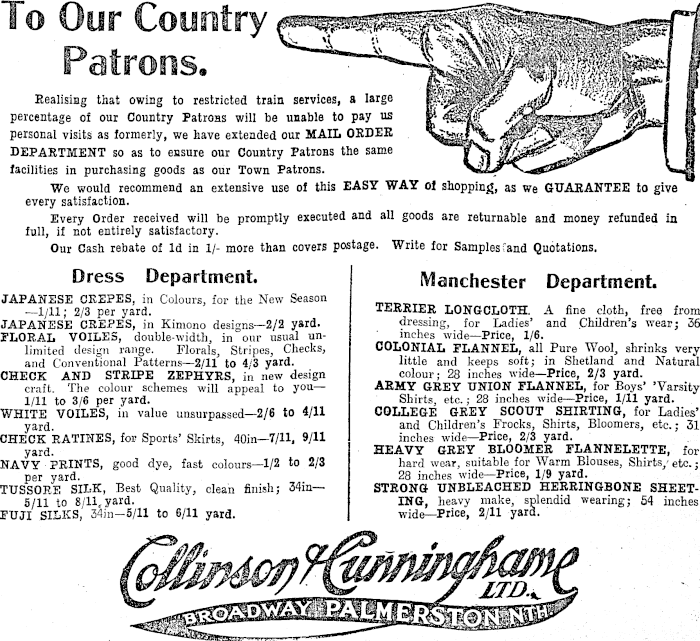 To Our Country
Patrons.
Realising that owing to restricted train services, a large
percentage of our Country Patrons will be unable to pay us
personal visits as formerly, we have extended our MAIL ORDER
DEPARTMENT so as to ensure our Country Patrons the same
facilities in purchasing goods as our Town Patrons.
We would recommend an extensive use of this EASY WAY of shopping, as we GUARANTEE to give
every satisfaction.
Every Order received will be promptly executed and all goods are returnable and money refunded in
full, if not entirely satisfactory.
Our Cash rebate of 1d in 1/- more than covers postage. Write for Samples and Quotations.
Dress Department.
JAPANESE CREPES, in Colours, for the New Season
—1/11; 2/3 per yard.
JAPANESE CREPES, in Kimono designs—2/2 yard.
FLORAL VOILES, double-width, in our usual un-
limited design range. Florals, Stripes, Checks,
and Conventional Patterns—2/11 to 4/3 yard.
CHECK AND STRIPE ZEPHYRS, in new design
craft. The colour schemes will appeal to you—
1/11 to 3/6 per yard.
WHITE VOILES, in value unsurpassed—2/6 to 4/11
yard.
CHECK RATINES, for Sports' Skirts, 40in—7/11, 9/11
yard.
NAVY PRINTS, good dye, fast colours—1/2 to 2/3
per yard.
TUSSORE SILK, Best Quality, clean finish; 34in—
5/11 to 8/11, yard.
FUJI SILKS, 34in—5/11 to 6/11 yard.
Manchester Department.
TERRIER LONGCLOTH. A fine cloth, free from
dressing, for Ladies' and Children's wear; 36
inches wide—Price, 1/6.
COLONIAL FLANNEL, all Pure Wool, shrinks very
little and keeps soft; in Shetland and Natural
colour; 28 inches wide—Price, 2/3 yard.
ARMY GREY UNION FLANNEL, for Boys' 'Varsity
Shirts, etc.; 28 inches wide—Price, 1/11 yard.
COLLEGE GREY SCOUT SHIRTING, for Ladies'
and Children's Frocks, Shirts, Bloomers, etc.; 31
inches wide—Price, 2/3 yard.
HEAVY GREY BLOOMER FLANNELETTE, for
hard wear, suitable for Warm Blouses, Shirts, etc.;
28 inches wide—Price, 1/9 yard.
STRONG UNBLEACHED HERRINGBONE SHEET-
ING, heavy make, splendid wearing; 54 inches
wide—Price, 2/11 yard.
Collinson & Cunninghame
LTD.
BROADWAY PALMERSTON NTH